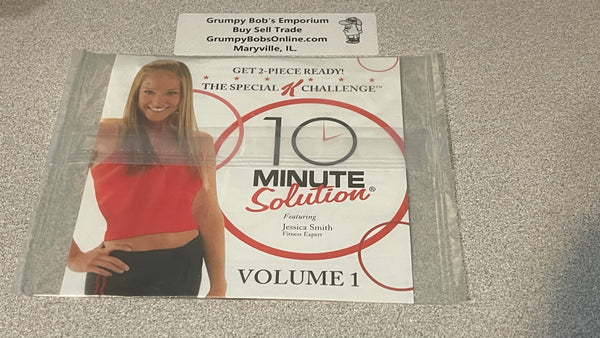 Grumpy Bob's Emporium
Buy Sell Trade
GrumpyBobsOnline.com
Maryville, IL.
GET 2-PIECE READY!
THE SPECIAL K CHALLENGE™
10
MINUTE
Solution®
Featuring
Jessica Smith
Fitness Expert
VOLUME 1